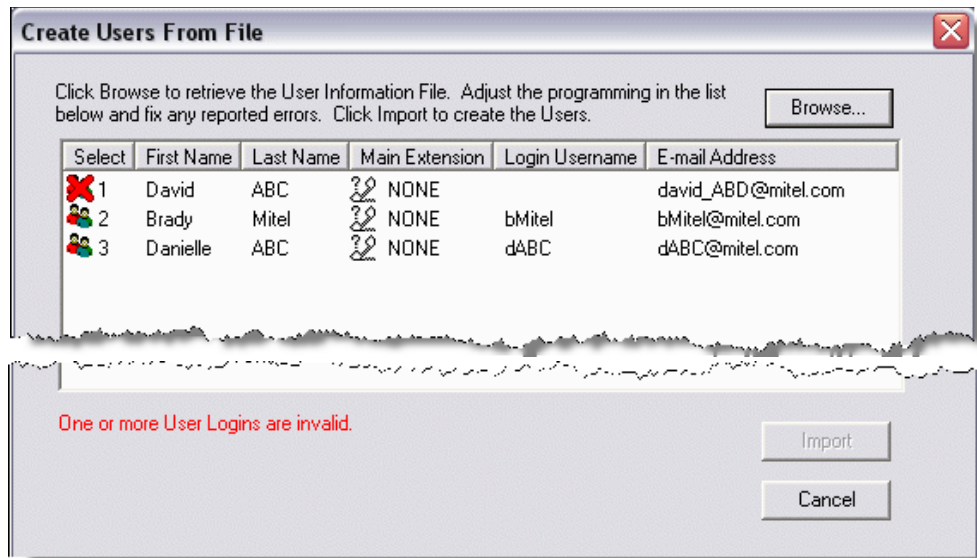 Create Users From File
Click Browse to retrieve the User Information File. Adjust the programming in the list
below and fix any reported errors. Click Import to create the Users.
Browse...
Select First Name Last Name Main Extension Login Username E-mail Address
1 David ABC NONE david_ABD@mitel.com
2 Brady Mitel NONE bMitel bMitel@mitel.com
3 Danielle ABC NONE dABC dABC@mitel.com
One or more User Logins are invalid.
Import
Cancel